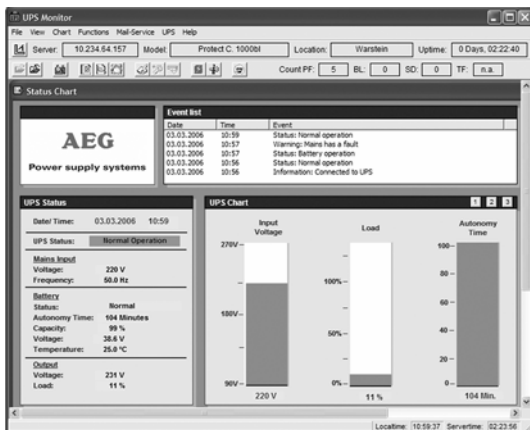 UPS Monitor
File View Chart Functions Mail-Service UPS Help
Server: 10.234.64.157 Model: Protect C. 1000bl Location: Warstein Uptime: 0 Days, 02:22:40
Count PF: 5 BL: 0 SD: 0 TF: n.a.
Status Chart
AEG
Power supply systems
Event list
Date Time Event
03.03.2006 10:59 Status: Normal operation
03.03.2006 10:57 Warning: Mains has a fault
03.03.2006 10:57 Status: Battery operation
03.03.2006 10:56 Status: Normal operation
03.03.2006 10:56 Information: Connected to UPS
UPS Status
Date/ Time: 03.03.2006 10:59
UPS Status: Normal Operation
Mains Input
Voltage: 220 V
Frequency: 50.0 Hz
Battery
Status: Normal
Autonomy Time: 104 Minutes
Capacity: 99 %
Voltage: 38.6 V
Temperature: 25.0 °C
Output
Voltage: 231 V
Load: 11 %
UPS Chart 1 2 3
Input Voltage
270V
180V
90V
220 V
Load
100%
50%
0%
11 %
Autonomy Time
100
80
60
40
20
0
104 Min.
Localtime: 10:59:37 Servertime: 02:23:56